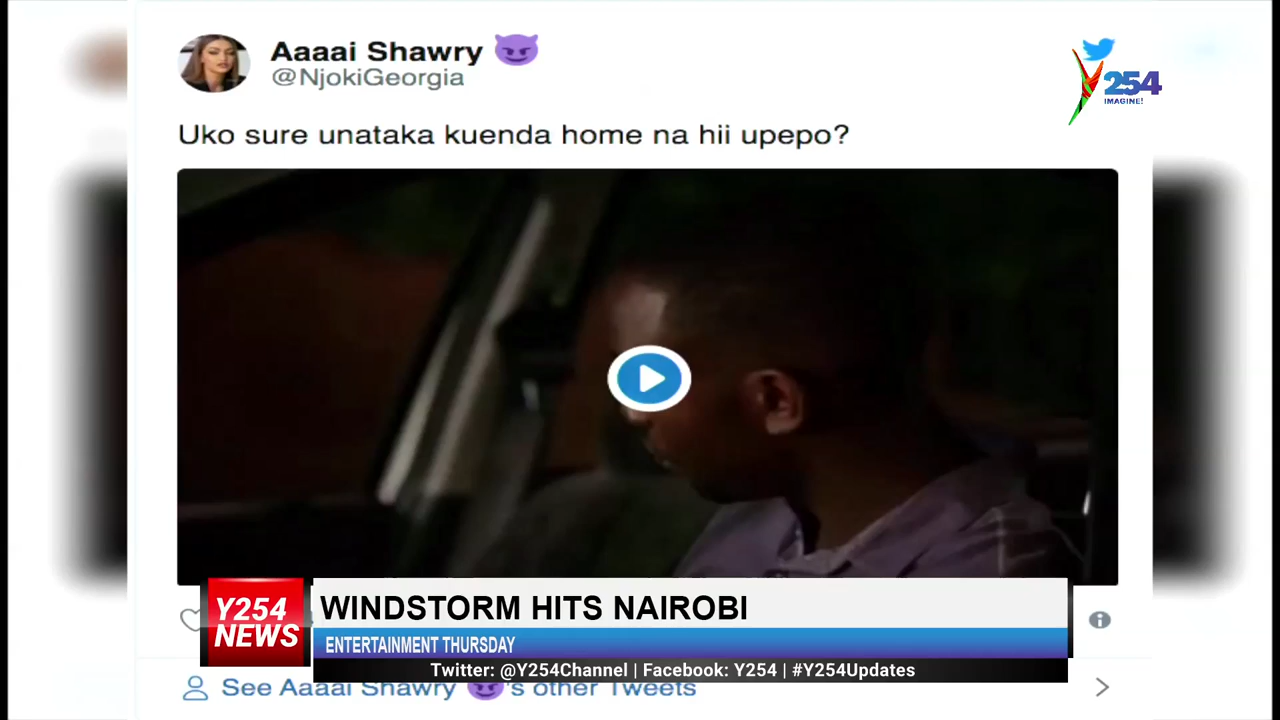 Aaaai Shawry 😈
@NjokiGeorgia
254
IMAGINE!
Uko sure unataka kuenda home na hii upepo?
Y254
NEWS
WINDSTORM HITS NAIROBI
ENTERTAINMENT THURSDAY
Twitter: @Y254Channel | Facebook: Y254 | #Y254Updates
See Aaaai Shawry 😈's other Tweets